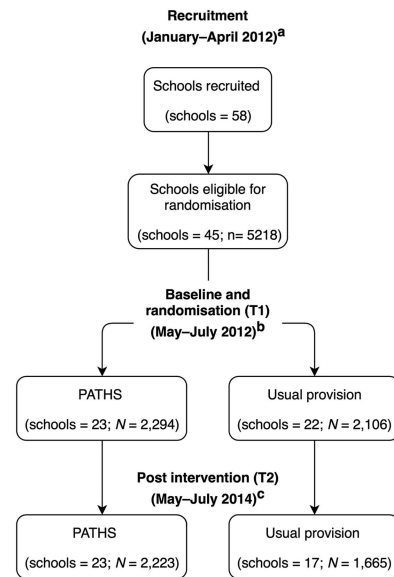 Recruitment
(January–April 2012)a
Schools recruited
(schools = 58)
Schools eligible for
randomisation
(schools = 45; n= 5218)
Baseline and
randomisation (T1)
(May–July 2012)b
PATHS
(schools = 23; N = 2,294)
Usual provision
(schools = 22; N = 2,106)
Post intervention (T2)
(May–July 2014)c
PATHS
(schools = 23; N = 2,223)
Usual provision
(schools = 17; N = 1,665)